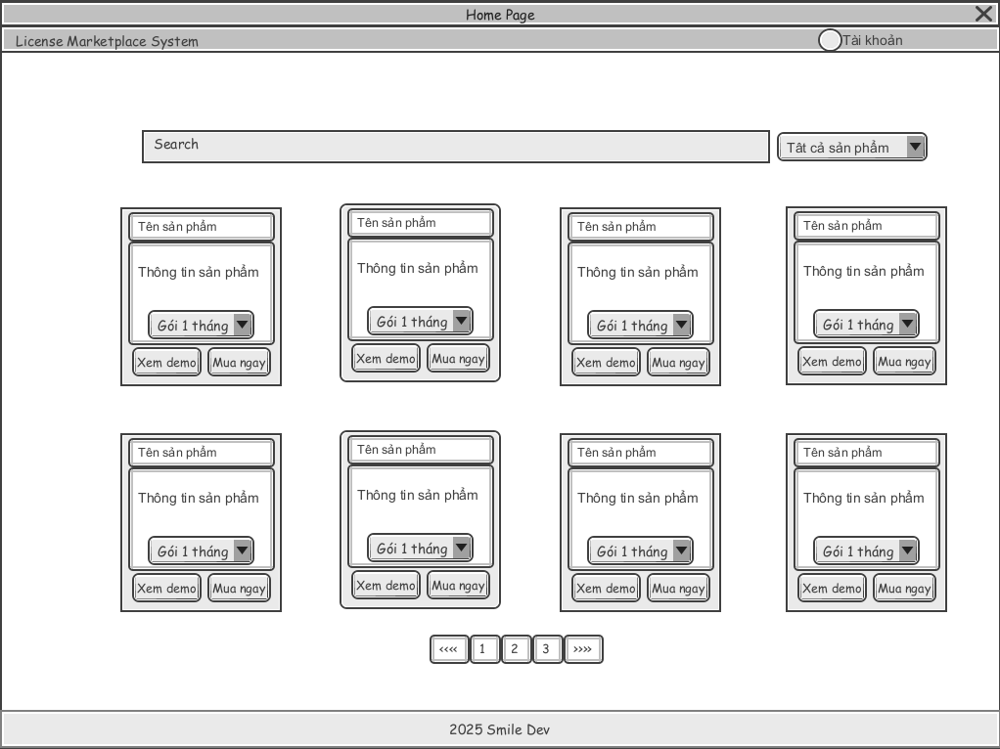 Home Page
License Marketplace System
Tài khoản
Search
Tât cả sản phẩm
Tên sản phẩm
Tên sản phẩm
Tên sản phẩm
Tên sản phẩm
Thông tin sản phẩm
Thông tin sản phẩm
Thông tin sản phẩm
Thông tin sản phẩm
Gói 1 tháng
Gói 1 tháng
Gói 1 tháng
Gói 1 tháng
Xem demo
Mua ngay
Xem demo
Mua ngay
Xem demo
Mua ngay
Xem demo
Mua ngay
Tên sản phẩm
Tên sản phẩm
Tên sản phẩm
Tên sản phẩm
Thông tin sản phẩm
Thông tin sản phẩm
Thông tin sản phẩm
Thông tin sản phẩm
Gói 1 tháng
Gói 1 tháng
Gói 1 tháng
Gói 1 tháng
Xem demo
Mua ngay
Xem demo
Mua ngay
Xem demo
Mua ngay
Xem demo
Mua ngay
<<<< 1 2 3 >>>>
2025 Smile Dev